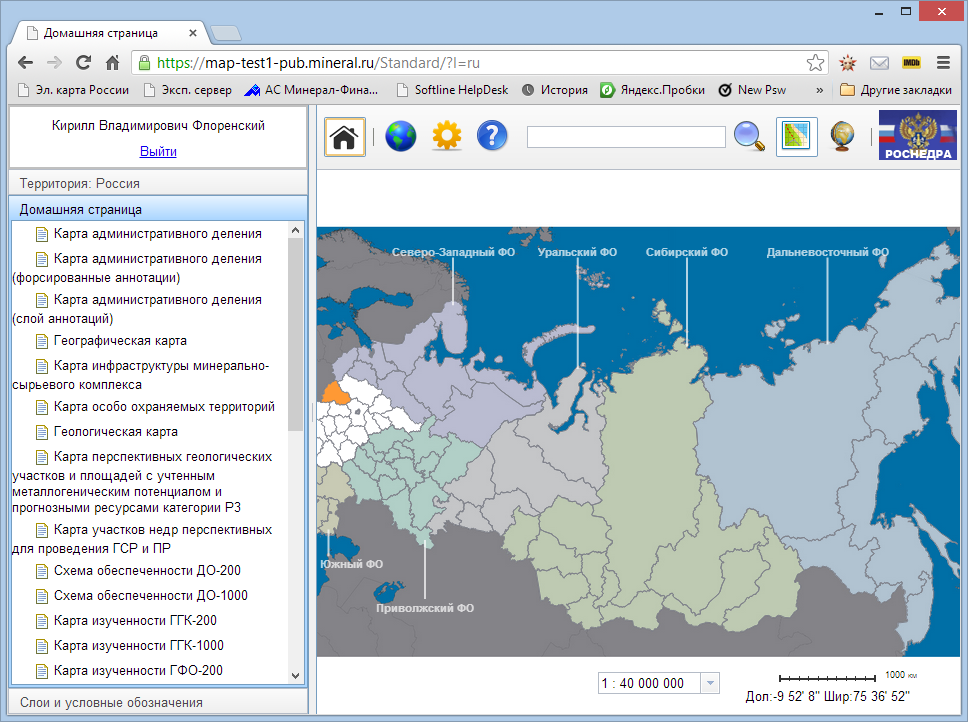 Домашняя страница
https://map-test1-pub.mineral.ru/Standard/?l=ru
IMDb
Эл. карта России
Эксп. сервер
АС Минерал-Фина...
Softline HelpDesk
История
Яндекс.Пробки
New Psw
»
Другие закладки
Кирилл Владимирович Флоренский
Выйти
РОСНЕДРА
Территория: Россия
Домашняя страница
Карта административного деления
Карта административного деления
(форсированные аннотации)
Карта административного деления
(слой аннотаций)
Географическая карта
Карта инфраструктуры минерально-
сырьевого комплекса
Карта особо охраняемых территорий
Геологическая карта
Карта перспективных геологических
участков и площадей с учтенным
металлогеническим потенциалом и
прогнозными ресурсами категории Р3
Карта участков недр перспективных
для проведения ГСР и ПР
Схема обеспеченности ДО-200
Схема обеспеченности ДО-1000
Карта изученности ГГК-200
Карта изученности ГГК-1000
Карта изученности ГФО-200
Слои и условные обозначения
Северо-Западный ФО
Уральский ФО
Сибирский ФО
Дальневосточный ФО
Южный ФО
Приволжский ФО
1 : 40 000 000
1000 км
Дол:-9 52' 8" Шир:75 36' 52"